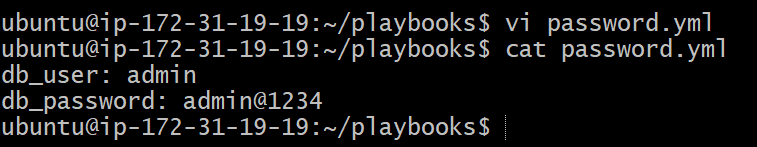 ubuntu@ip-172-31-19-19:~/playbooks$ vi password.yml
ubuntu@ip-172-31-19-19:~/playbooks$ cat password.yml
db_user: admin
db_password: admin@1234
ubuntu@ip-172-31-19-19:~/playbooks$